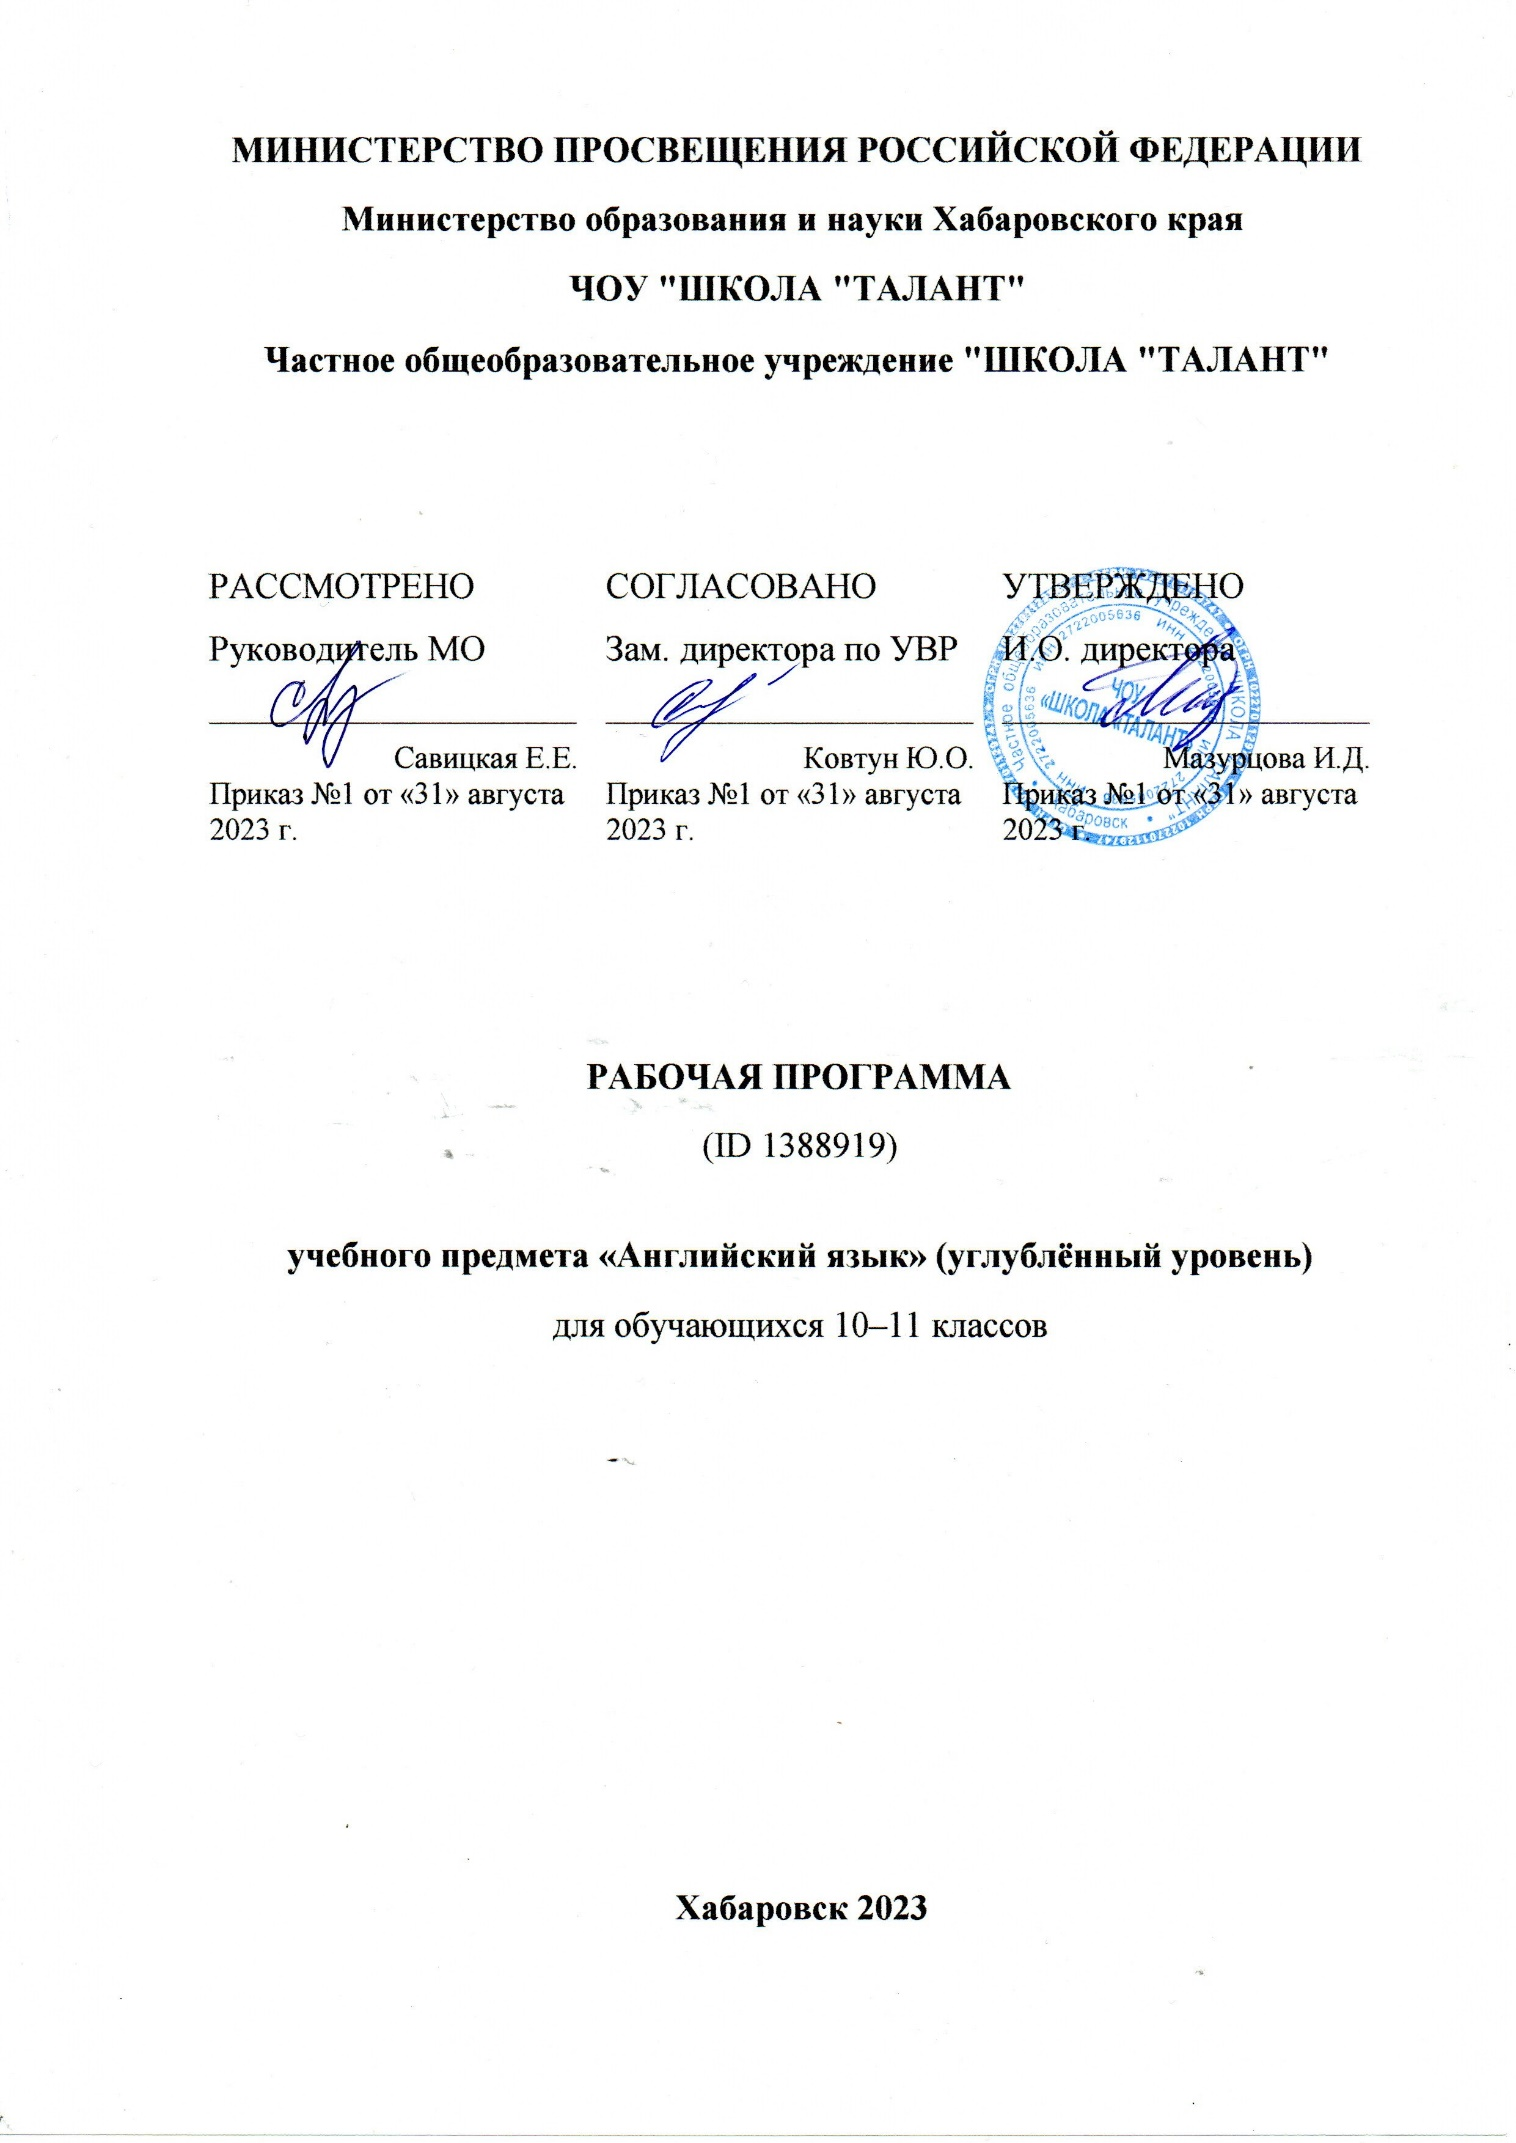 МИНИСТЕРСТВО ПРОСВЕЩЕНИЯ РОССИЙСКОЙ ФЕДЕРАЦИИ
Министерство образования и науки Хабаровского края
ЧОУ "ШКОЛА "ТАЛАНТ"
Частное общеобразовательное учреждение "ШКОЛА "ТАЛАНТ"
РАССМОТРЕНО
Руководитель МО
Савицкая Е.Е.
Приказ №1 от «31» августа
2023 г.
СОГЛАСОВАНО
Зам. директора по УВР
Ковтун Ю.О.
Приказ №1 от «31» августа
2023 г.
УТВЕРЖДЕНО
И.О. директора
Мазурцова И.Д.
Приказ №1 от «31» августа
2023 г.
ЧОУ
«ШКОЛА «ТАЛАНТ»
РАБОЧАЯ ПРОГРАММА
(ID 1388919)
учебного предмета «Английский язык» (углублённый уровень)
для обучающихся 10–11 классов
Хабаровск 2023